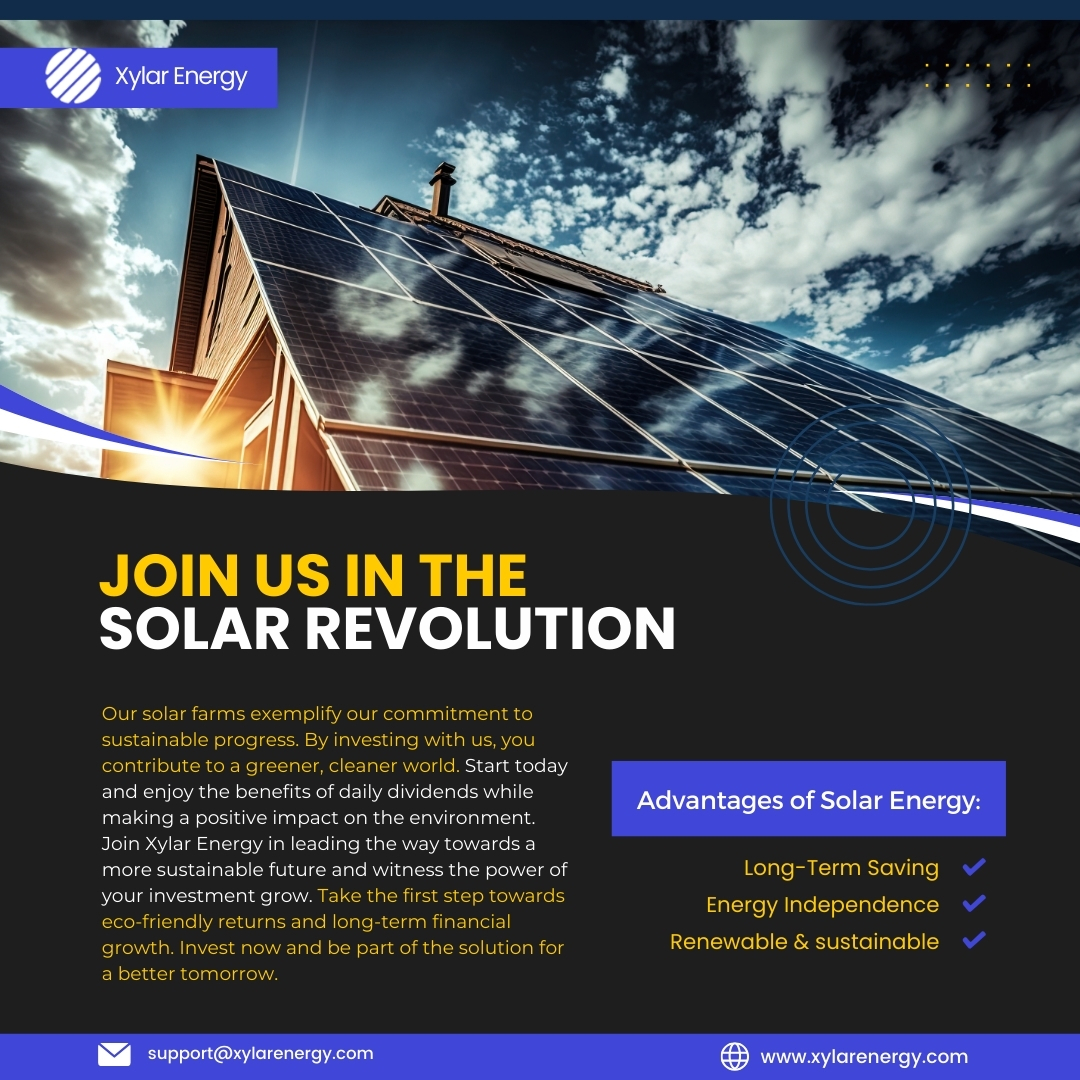 Xylar Energy
JOIN US IN THE
SOLAR REVOLUTION
Our solar farms exemplify our commitment to
sustainable progress. By investing with us, you
contribute to a greener, cleaner world. Start today
and enjoy the benefits of daily dividends while
making a positive impact on the environment.
Join Xylar Energy in leading the way towards a
more sustainable future and witness the power of
your investment grow. Take the first step towards
eco-friendly returns and long-term financial
growth. Invest now and be part of the solution for
a better tomorrow.
Advantages of Solar Energy:
Long-Term Saving
Energy Independence
Renewable & sustainable
support@xylarenergy.com
www.xylarenergy.com